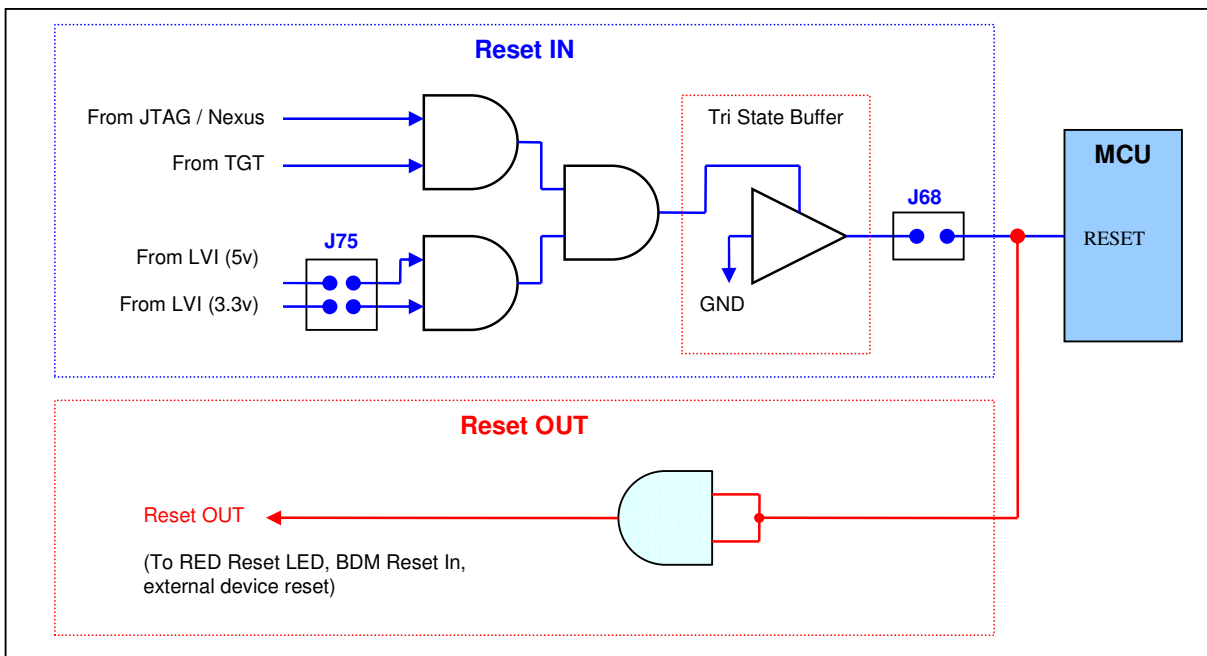 Reset IN
From JTAG / Nexus
From TGT
J75
From LVI (5v)
From LVI (3.3v)
Tri State Buffer
GND
J68
MCU
RESET
Reset OUT
Reset OUT
(To RED Reset LED, BDM Reset In,
external device reset)